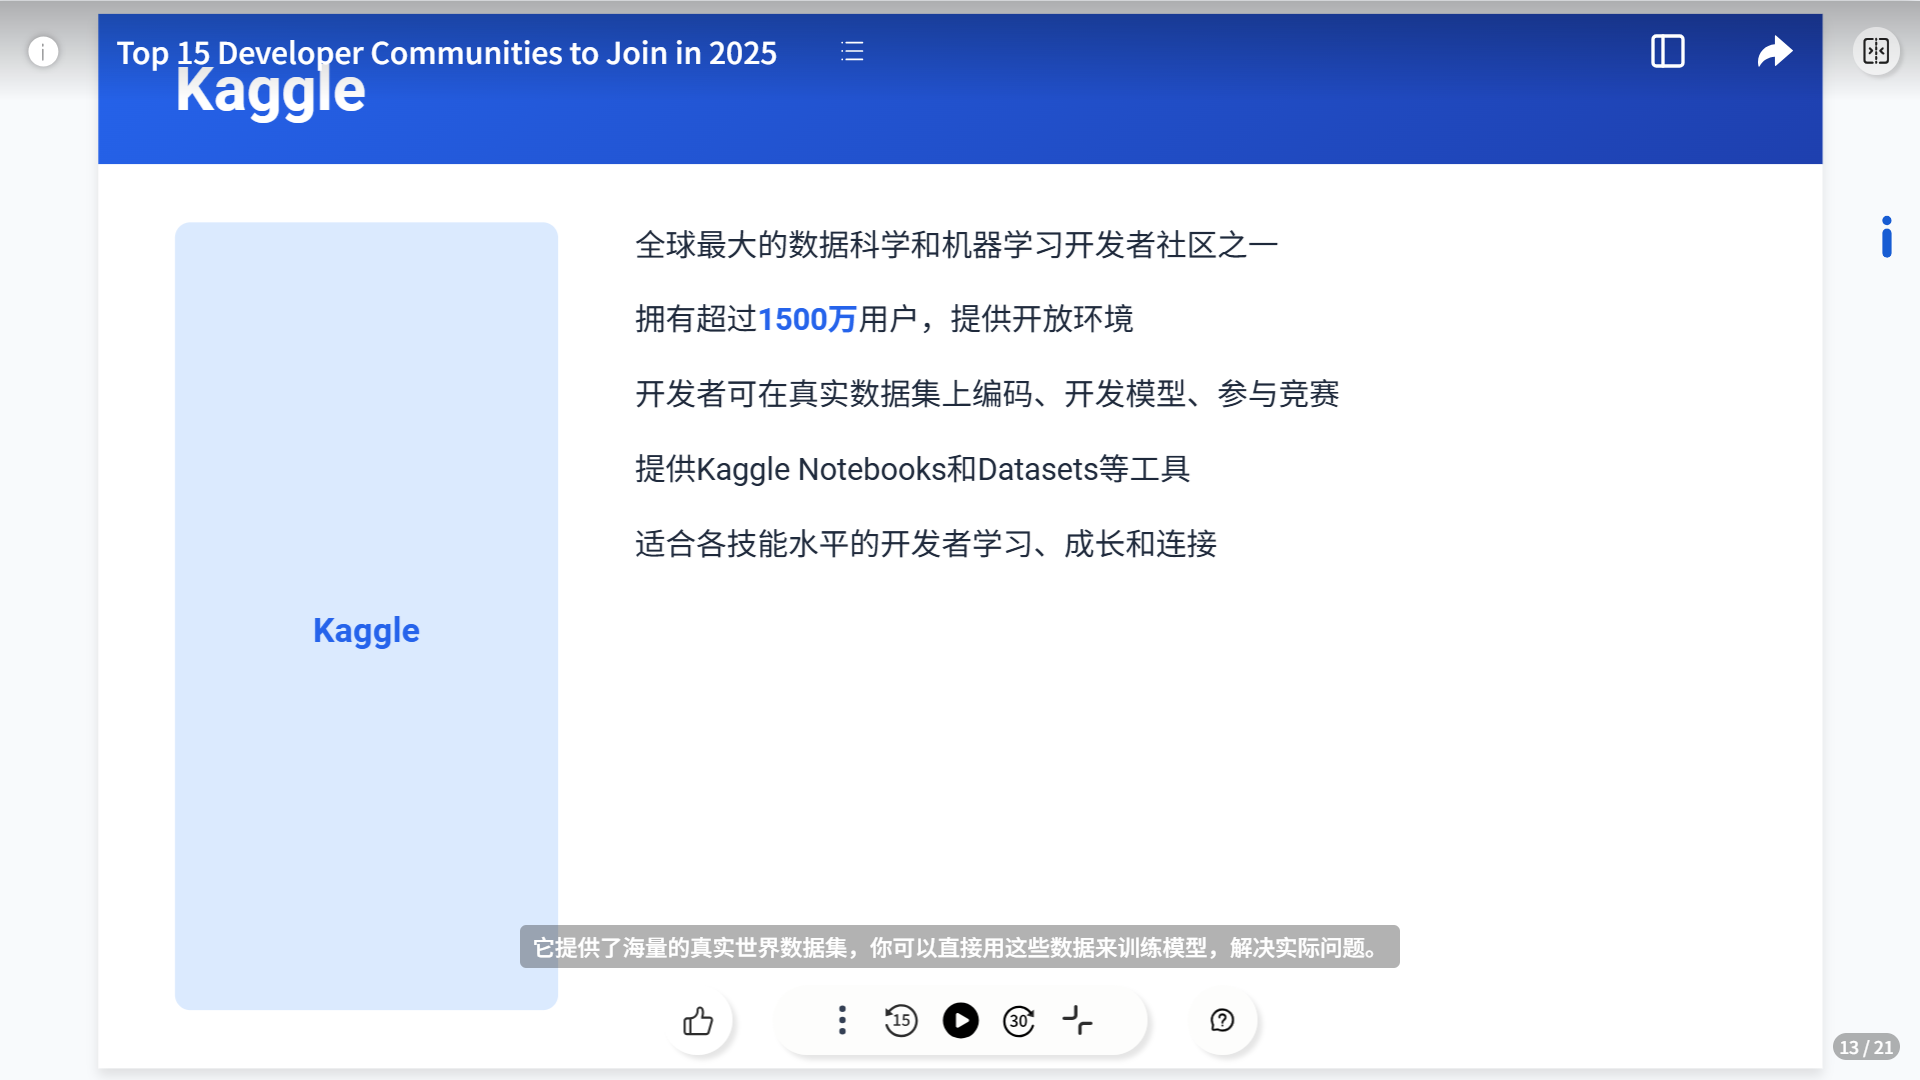 Top 15 Developer Communities to Join in 2025
Kaggle
全球最大的数据科学和机器学习开发者社区之一
拥有超过1500万用户，提供开放环境
开发者可在真实数据集上编码、开发模型、参与竞赛
提供Kaggle Notebooks和Datasets等工具
适合各技能水平的开发者学习、成长和连接
Kaggle
它提供了海量的真实世界数据集，你可以直接用这些数据来训练模型，解决实际问题。
15
30
13 / 21